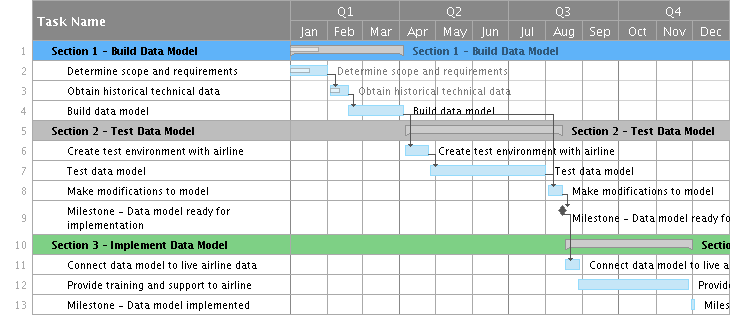 Task Name
Q1 Q2 Q3 Q4
Jan Feb Mar Apr May Jun Jul Aug Sep Oct Nov Dec
1 Section 1 - Build Data Model Section 1 - Build Data Model
2 Determine scope and requirements Determine scope and requirements
3 Obtain historical technical data Obtain historical technical data
4 Build data model Build data model
5 Section 2 - Test Data Model Section 2 - Test Data Model
6 Create test environment with airline Create test environment with airline
7 Test data model Test data model
8 Make modifications to model Make modifications to model
9 Milestone - Data model ready for
implementation Milestone - Data model ready fo
10 Section 3 - Implement Data Model Sectio
11 Connect data model to live airline data Connect data model to live a
12 Provide training and support to airline Provide
13 Milestone - Data model implemented Miles